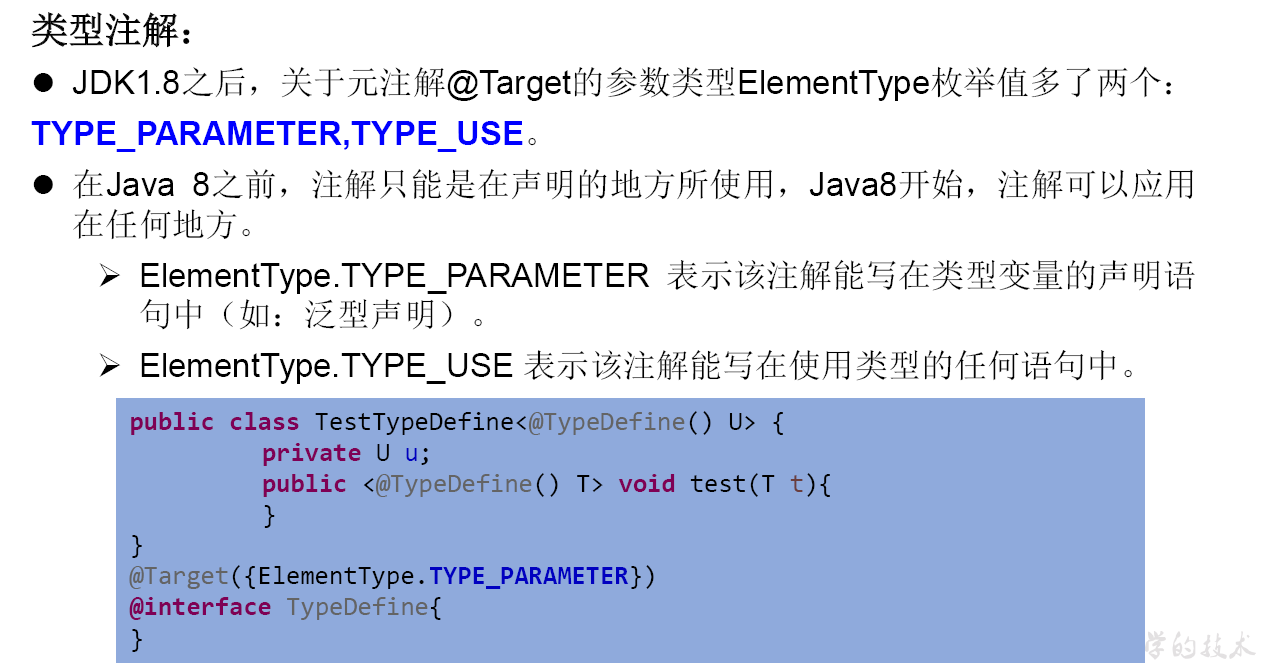 类型注解：
● JDK1.8之后，关于元注解@Target的参数类型ElementType枚举值多了两个：
TYPE_PARAMETER,TYPE_USE。
● 在Java 8之前，注解只能是在声明的地方所使用，Java8开始，注解可以应用
在任何地方。
➢ ElementType.TYPE_PARAMETER 表示该注解能写在类型变量的声明语
句中（如：泛型声明）。
➢ ElementType.TYPE_USE 表示该注解能写在使用类型的任何语句中。
public class TestTypeDefine<@TypeDefine() U> {
private U u;
public <@TypeDefine() T> void test(T t){
}
}
@Target({ElementType.TYPE_PARAMETER})
@interface TypeDefine{
}
学的技术